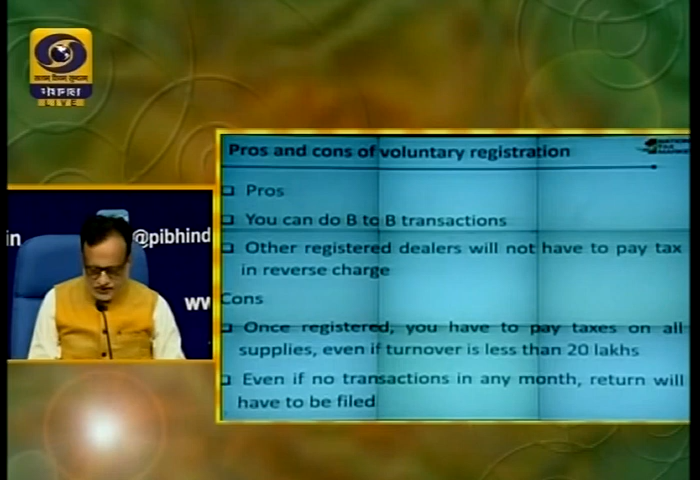 LIVE
in
@pibhindi
Pros and cons of voluntary registration
Pros
You can do B to B transactions
Other registered dealers will not have to pay tax
in reverse charge
Cons
Once registered, you have to pay taxes on all
supplies, even if turnover is less than 20 lakhs
Even if no transactions in any month, return will
have to be filed